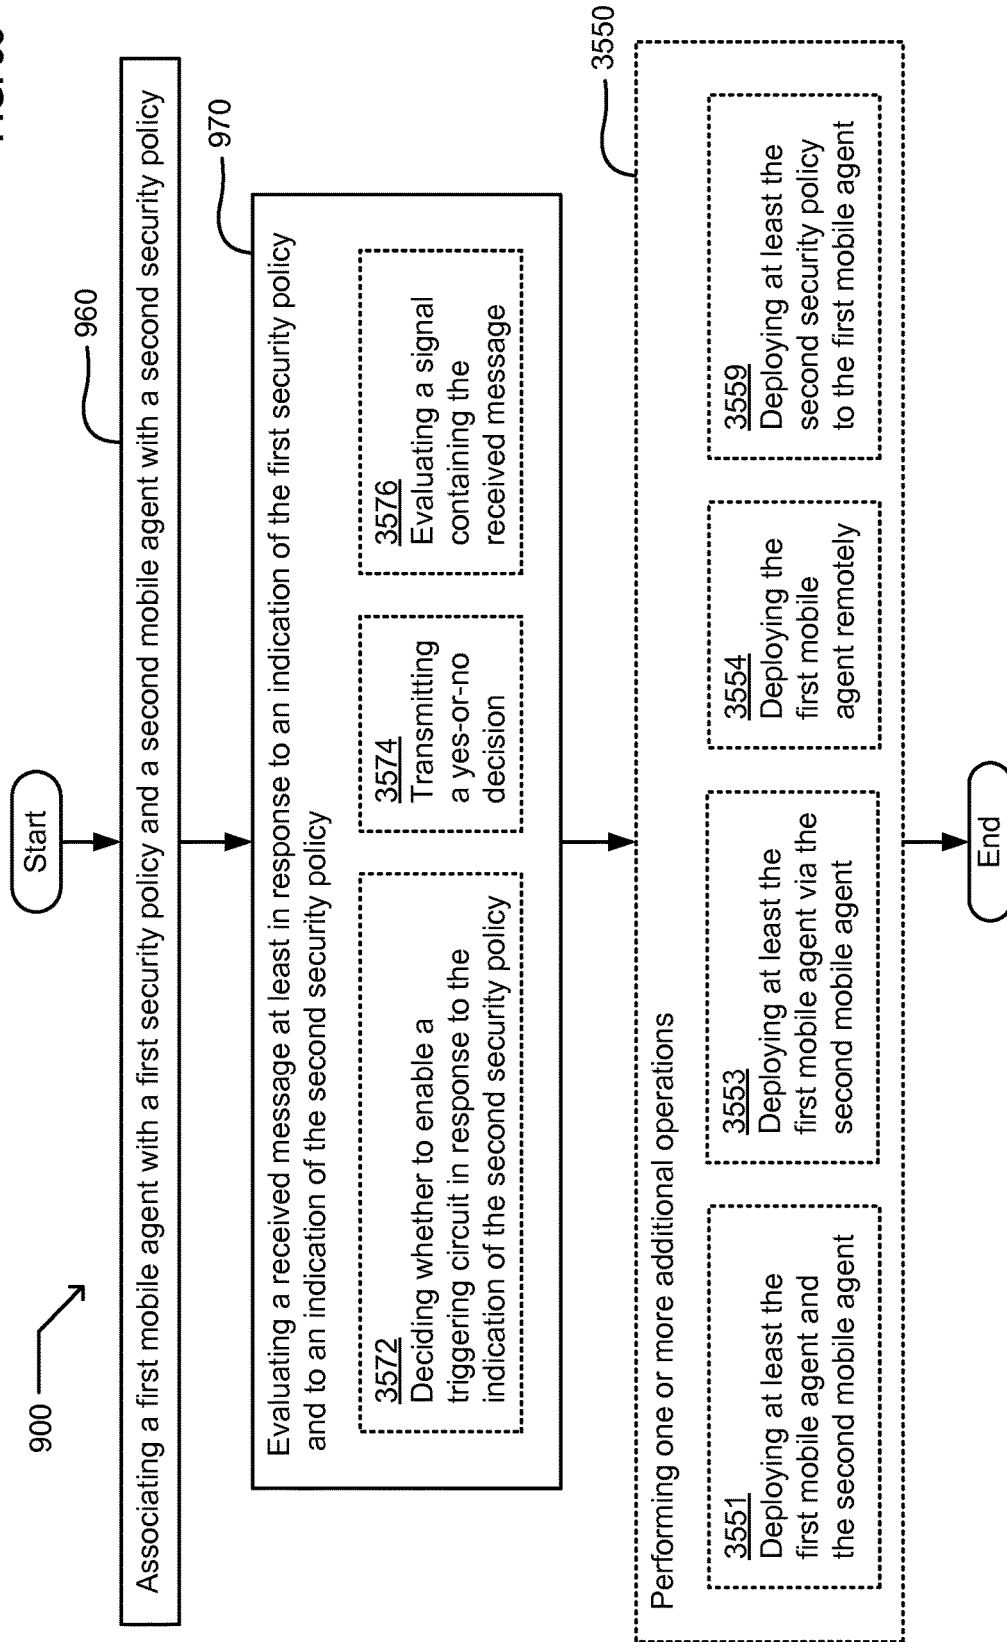 900
Start
960
Associating a first mobile agent with a first security policy and a second mobile agent with a second security policy
970
Evaluating a received message at least in response to an indication of the first security policy
and to an indication of the second security policy
3572
Deciding whether to enable a
triggering circuit in response to the
indication of the second security policy
3574
Transmitting
a yes-or-no
decision
3576
Evaluating a signal
containing the
received message
3550
Performing one or more additional operations
3551
Deploying at least the
first mobile agent and
the second mobile agent
3553
Deploying at least the
first mobile agent via the
second mobile agent
3554
Deploying the
first mobile
agent remotely
3559
Deploying at least the
second security policy
to the first mobile agent
End